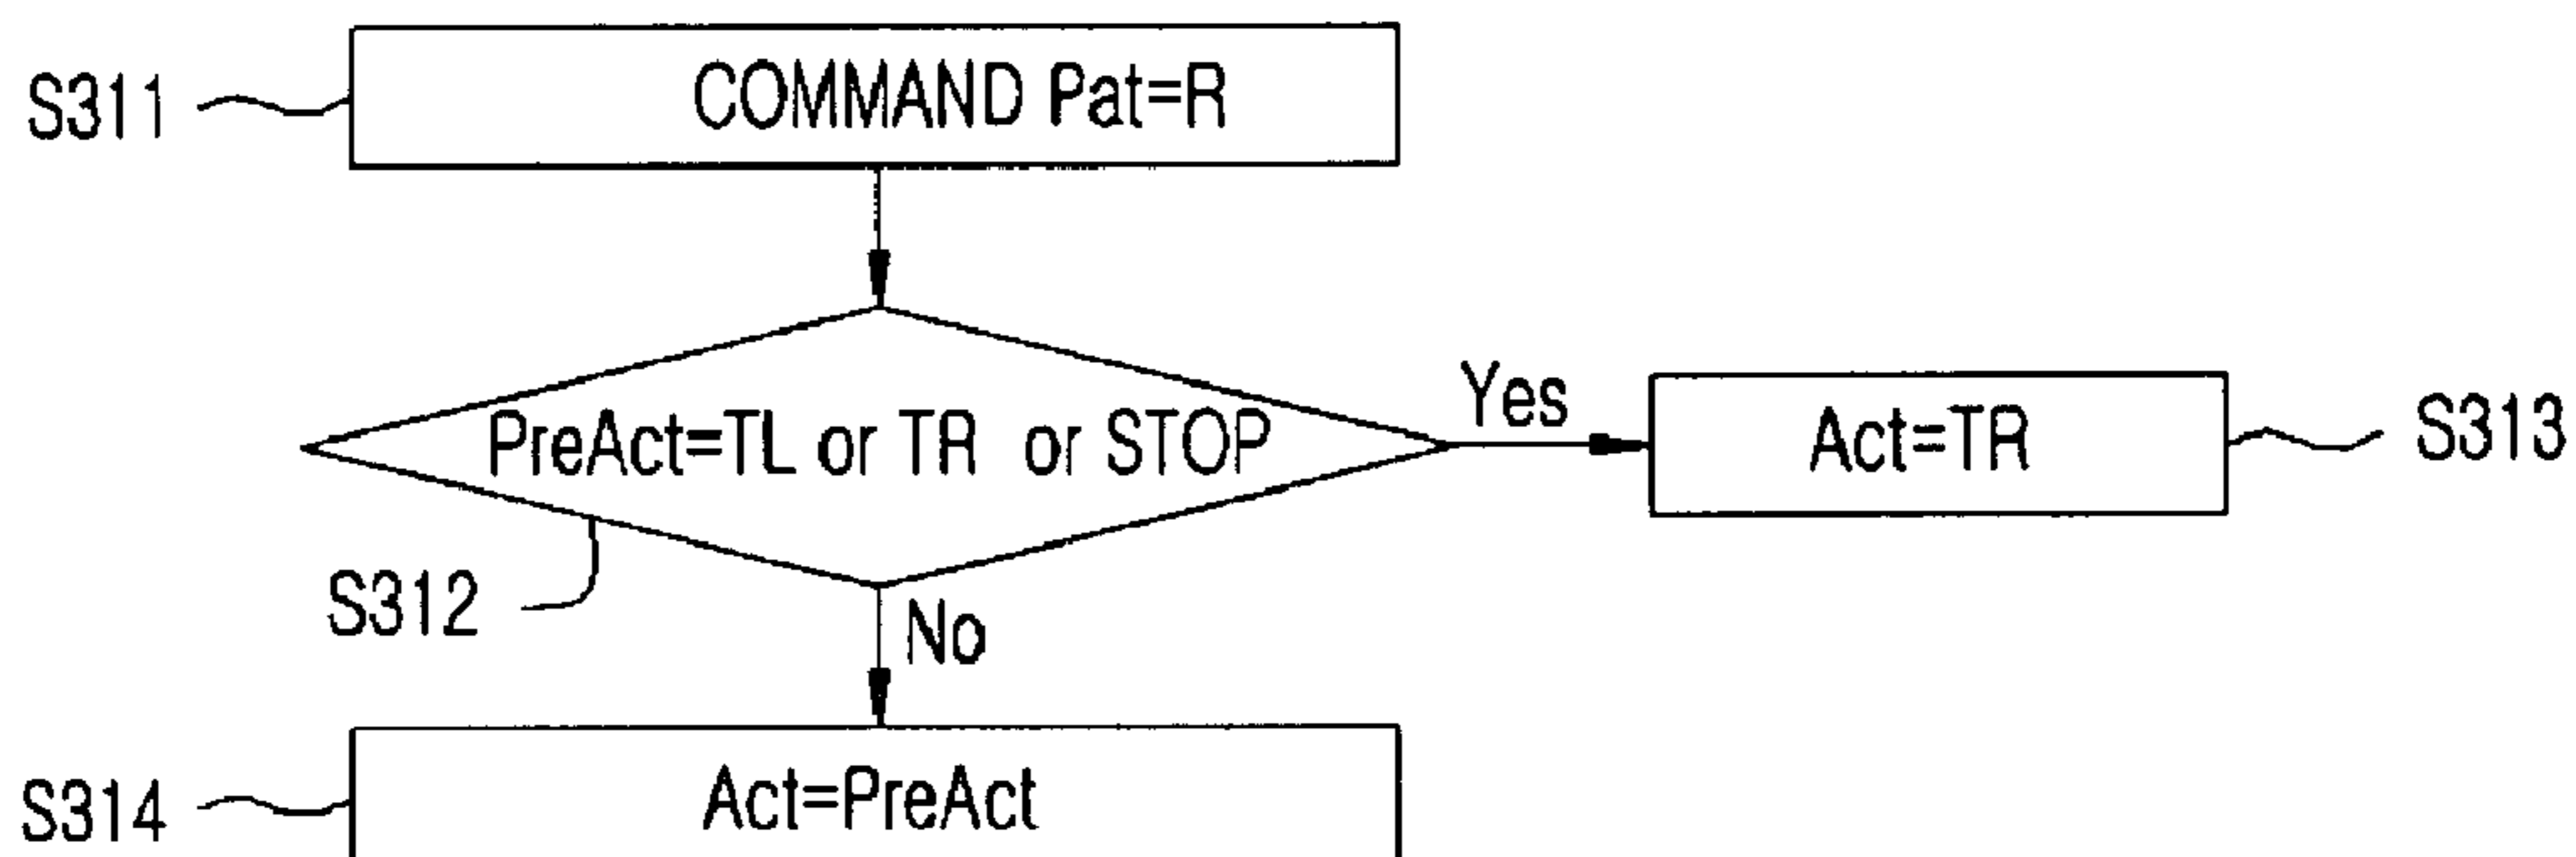 S311
COMMAND Pat=R
PreAct=TL or TR or STOP
Yes
Act=TR
S313
S312
No
S314
Act=PreAct